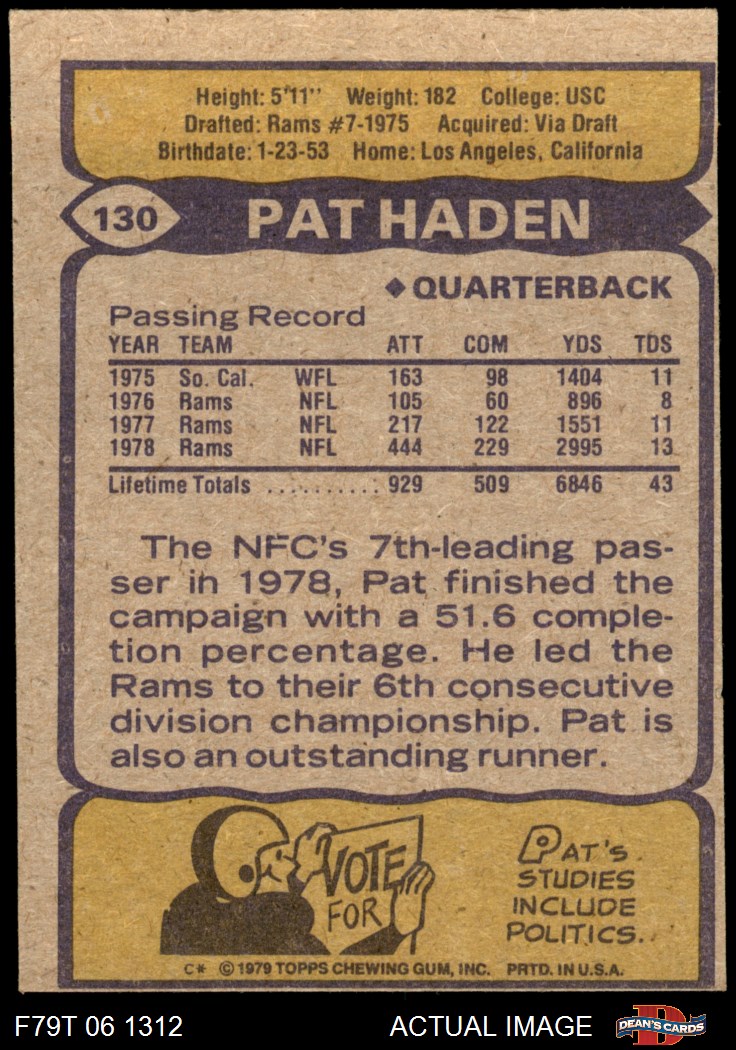 Height: 5'11" Weight: 182 College: USC
Drafted: Rams #7-1975 Acquired: Via Draft
Birthdate: 1-23-53 Home: Los Angeles, California
130 PAT HADEN
◆ QUARTERBACK
Passing Record
YEAR TEAM ATT COM YDS TDS
1975 So. Cal. WFL 163 98 1404 11
1976 Rams NFL 105 60 896 8
1977 Rams NFL 217 122 1551 11
1978 Rams NFL 444 229 2995 13
Lifetime Totals .......... 929 509 6846 43
The NFC's 7th-leading pas-
ser in 1978, Pat finished the
campaign with a 51.6 comple-
tion percentage. He led the
Rams to their 6th consecutive
division championship. Pat is
also an outstanding runner.
VOTE
FOR
PAT'S
STUDIES
INCLUDE
POLITICS.
C* © 1979 TOPPS CHEWING GUM, INC. PRTD. IN U.S.A.
F79T 06 1312 ACTUAL IMAGE D DEAN'S CARDS